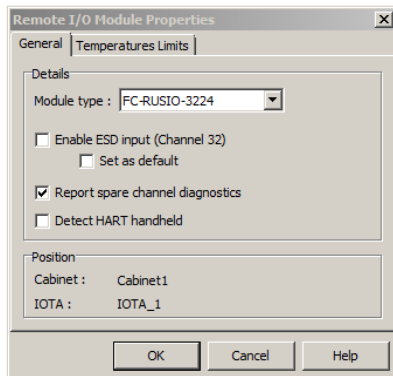 Remote I/O Module Properties
General Temperatures Limits
Details
Module type : FC-RUSIO-3224
Enable ESD input (Channel 32)
Set as default
Report spare channel diagnostics
Detect HART handheld
Position
Cabinet : Cabinet1
IOTA : IOTA_1
OK Cancel Help